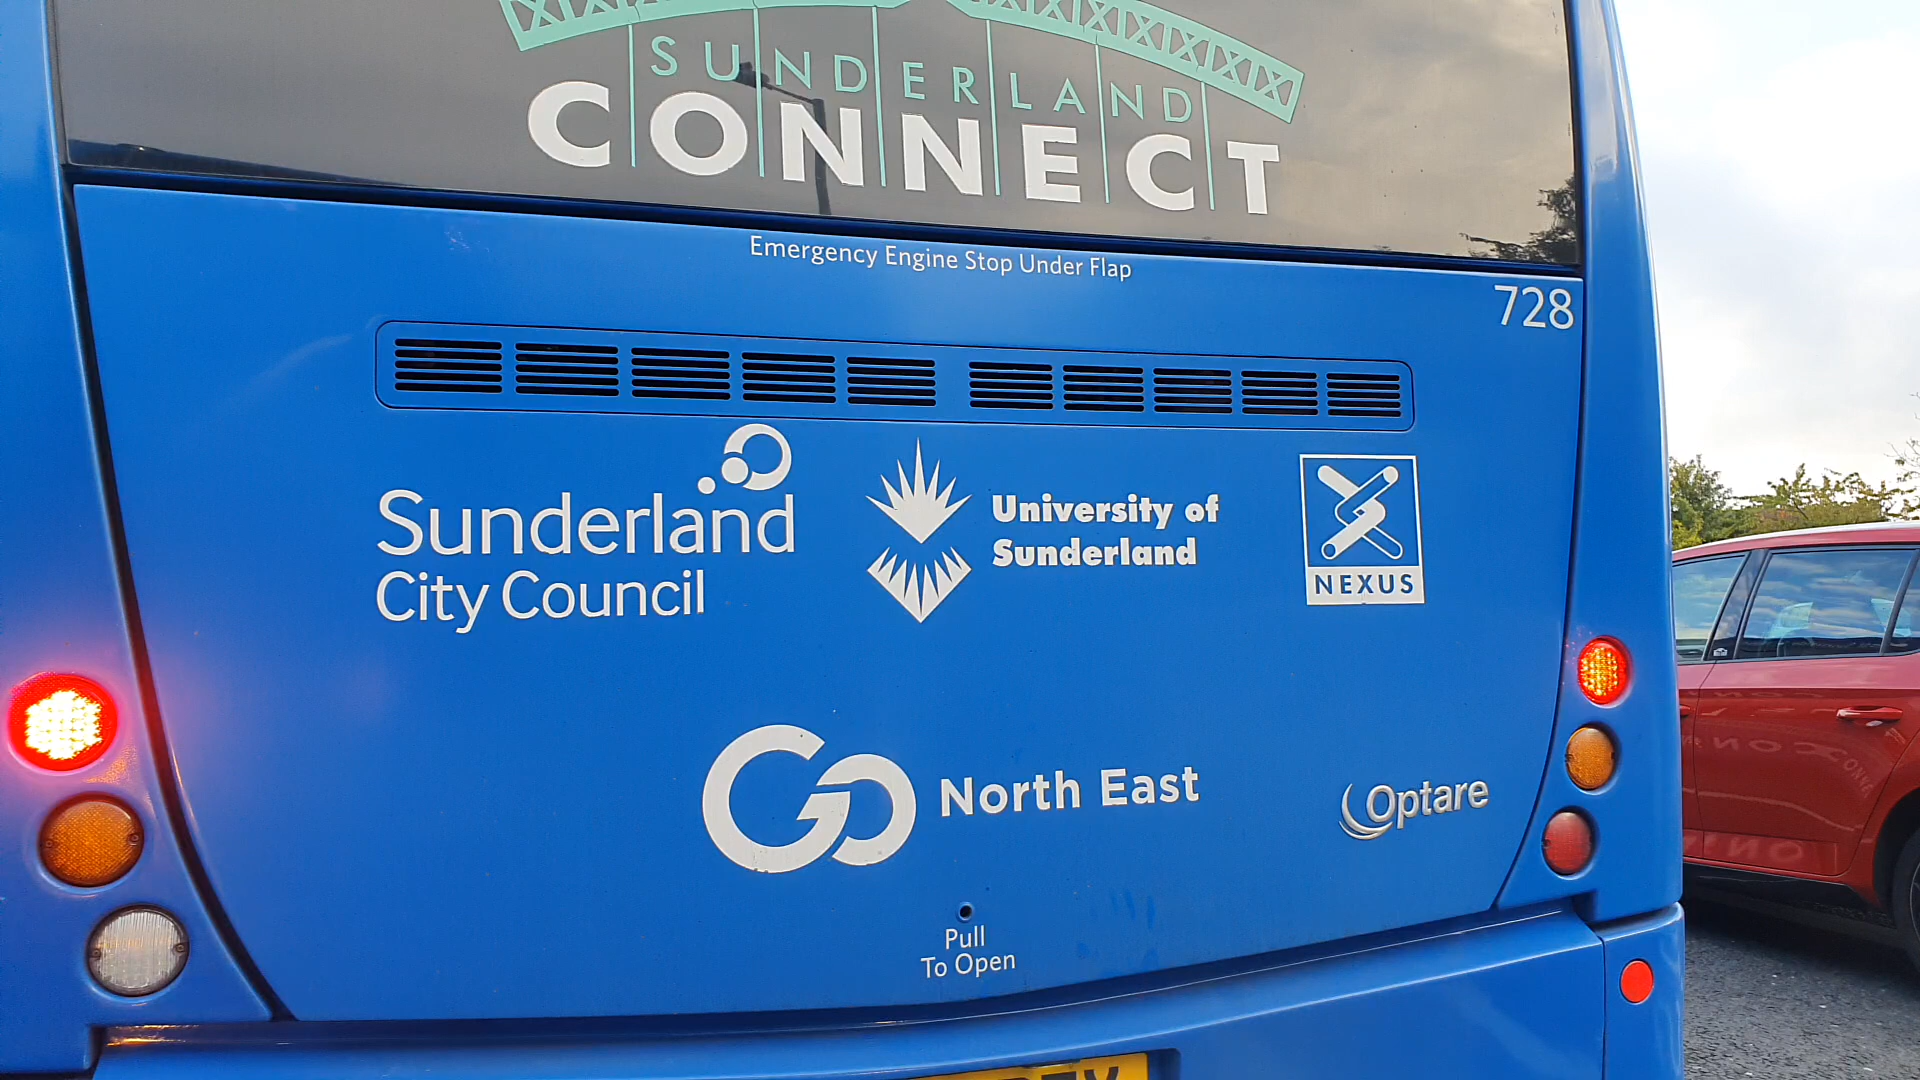 SUNDERLAND
CONNECT
Emergency Engine Stop Under Flap
728
Sunderland
City Council
University of
Sunderland
NEXUS
GO North East
Optare
Pull
To Open